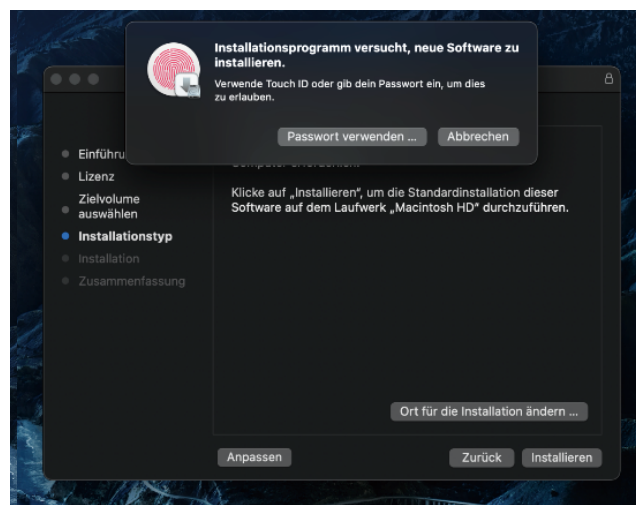 Installationsprogramm versucht, neue Software zu
installieren.
Verwende Touch ID oder gib dein Passwort ein, um dies
zu erlauben.
Passwort verwenden ...
Abbrechen
Einführu
Lizenz
Zielvolume
auswählen
Installationstyp
Installation
Zusammenfassung
Computer erforderlich.
Klicke auf „Installieren“, um die Standardinstallation dieser
Software auf dem Laufwerk „Macintosh HD“ durchzuführen.
Ort für die Installation ändern ...
Anpassen
Zurück
Installieren